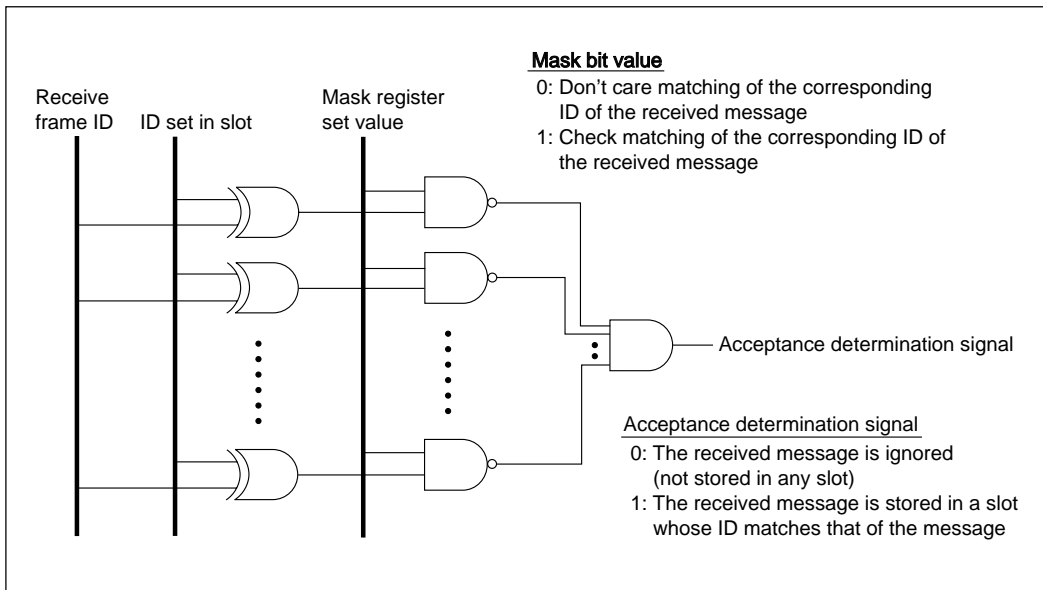 Mask bit value
0: Don't care matching of the corresponding
ID of the received message
1: Check matching of the corresponding ID of
the received message
Receive
frame ID
ID set in slot
Mask register
set value
Acceptance determination signal
Acceptance determination signal
0: The received message is ignored
(not stored in any slot)
1: The received message is stored in a slot
whose ID matches that of the message